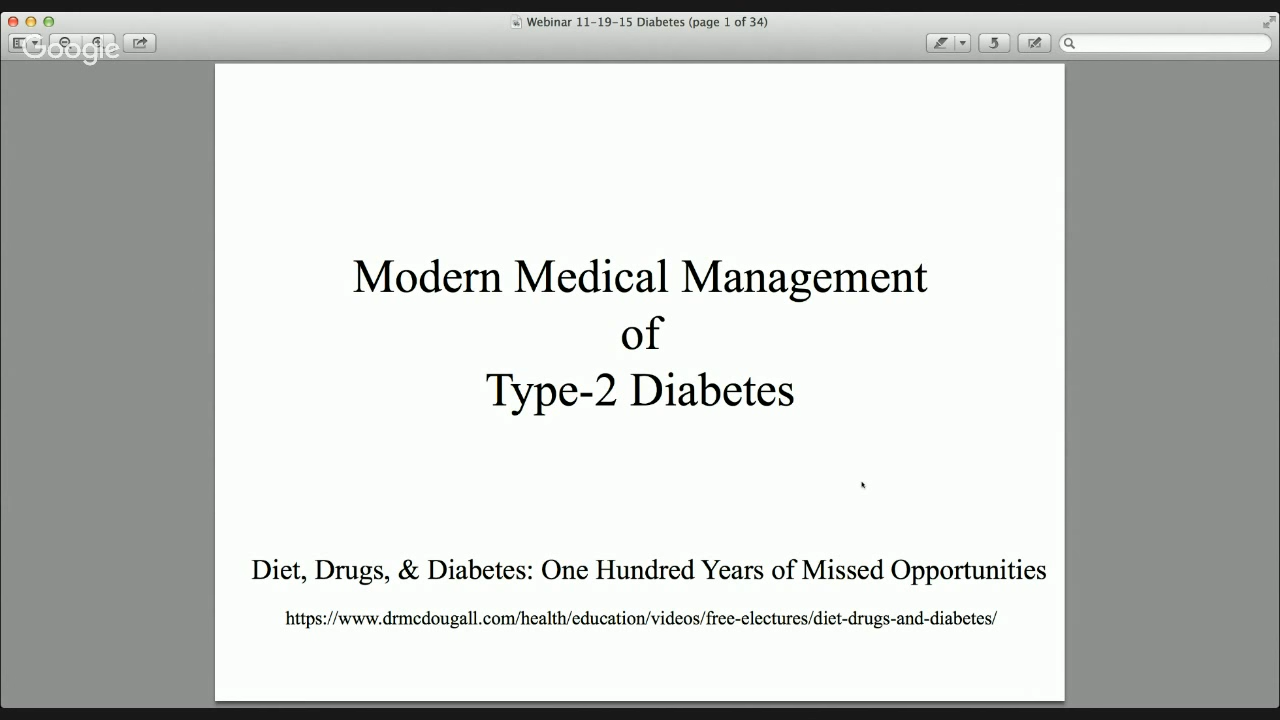 Webinar 11-19-15 Diabetes (page 1 of 34)
Google
Modern Medical Management
of
Type-2 Diabetes
Diet, Drugs, & Diabetes: One Hundred Years of Missed Opportunities
https://www.drmcdougall.com/health/education/videos/free-electures/diet-drugs-and-diabetes/